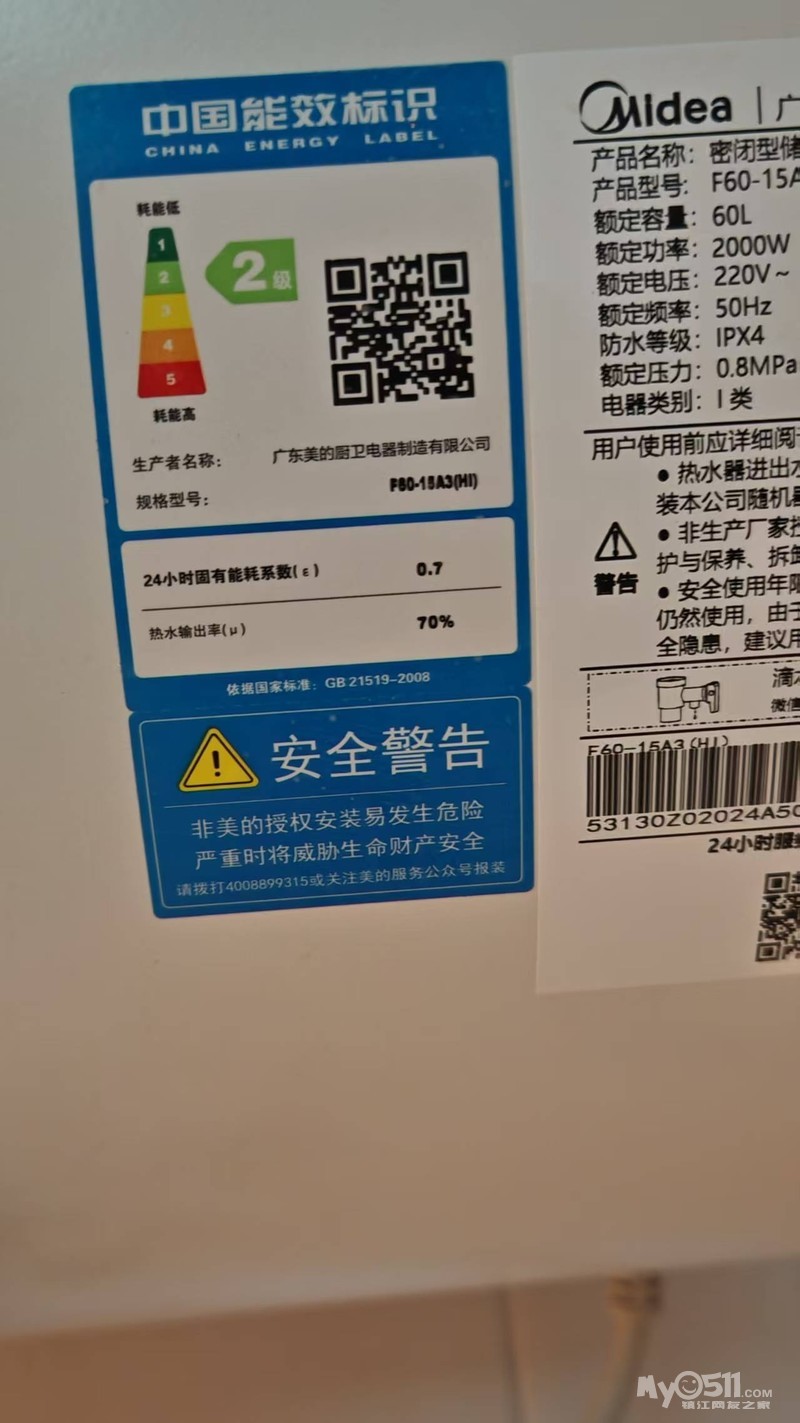 中国能效标识
CHINA ENERGY LABEL
耗能低
1
2
3
4
5
耗能高
2级
生产者名称： 广东美的厨卫电器制造有限公司
规格型号： F60-15A3(HI)
24小时固有能耗系数(ε) 0.7
热水输出率(μ) 70%
依据国家标准：GB 21519-2008
安全警告
非美的授权安装易发生危险
严重时将威胁生命财产安全
请拨打4008899315或关注美的服务公众号报装
Midea | 广
产品名称：密闭型储
产品型号：F60-15A
额定容量：60L
额定功率：2000W
额定电压：220V~
额定频率：50Hz
防水等级：IPX4
额定压力：0.8MPa
电器类别：I类
用户使用前应详细阅
● 热水器进出水
装本公司随机
● 非生产厂家
护与保养、拆卸
警告
● 安全使用年限
仍然使用，由于
全隐患，建议用
滴水
微信
F60-15A3(HI)
53130Z02024A50
24小时服务
My0511.COM
镇江网友之家